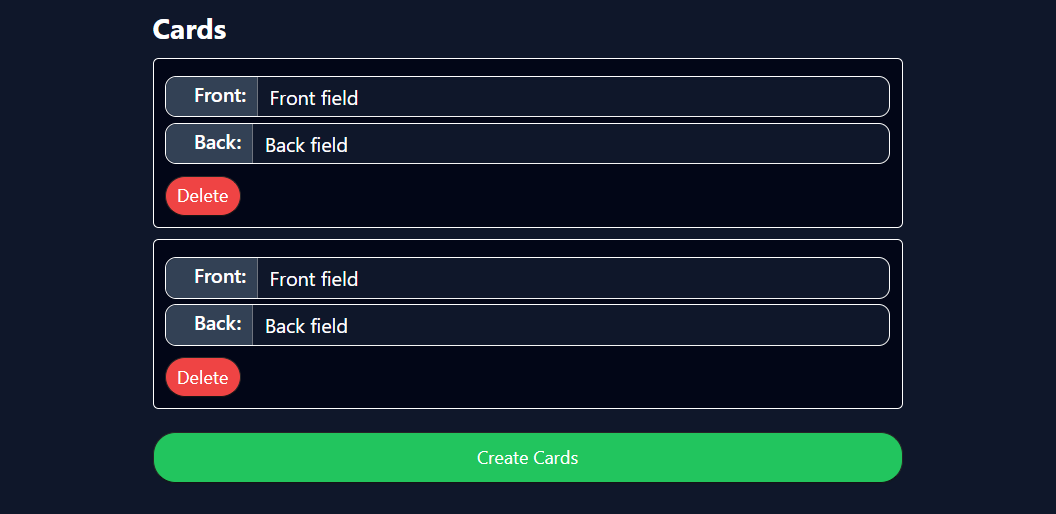 Cards
Front: Front field
Back: Back field
Delete
Front: Front field
Back: Back field
Delete
Create Cards